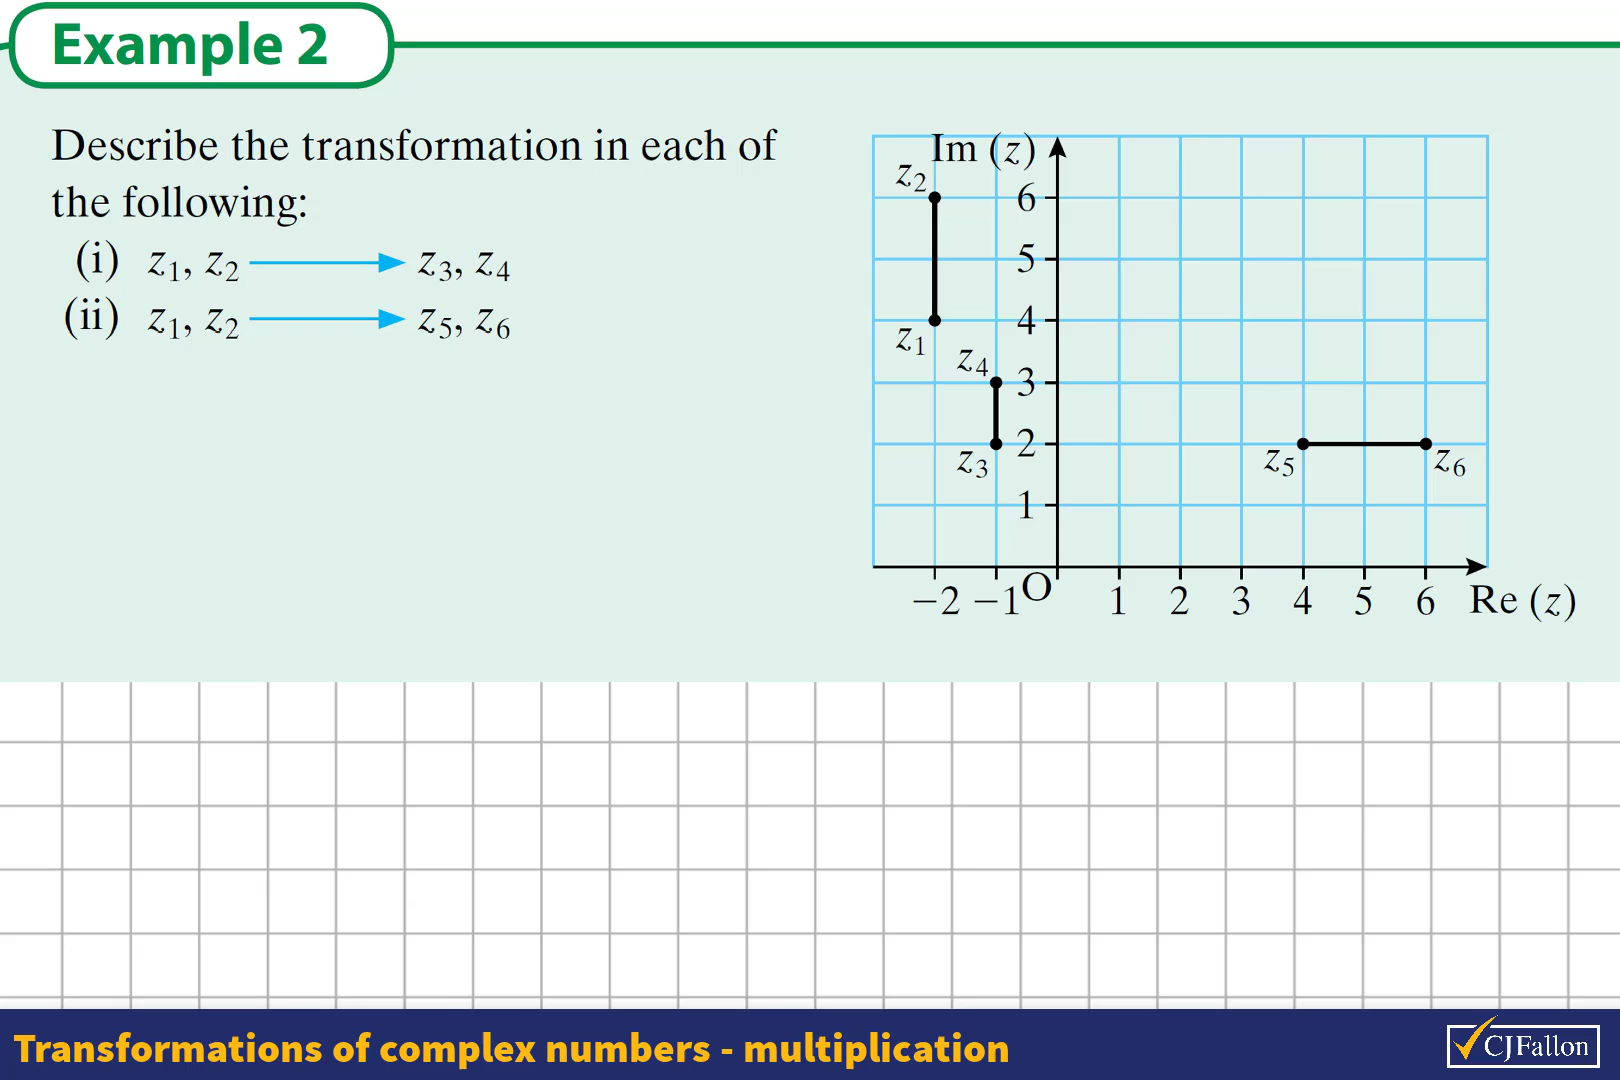 Example 2
Describe the transformation in each of
the following:
(i) z₁, z₂ → z₃, z₄
(ii) z₁, z₂ → z₅, z₆
Im (z)
z₂
6
5
4
z₁
z₄
3
2
z₃
z₅
z₆
1
−2 −1 O 1 2 3 4 5 6 Re (z)
Transformations of complex numbers - multiplication
CJFallon